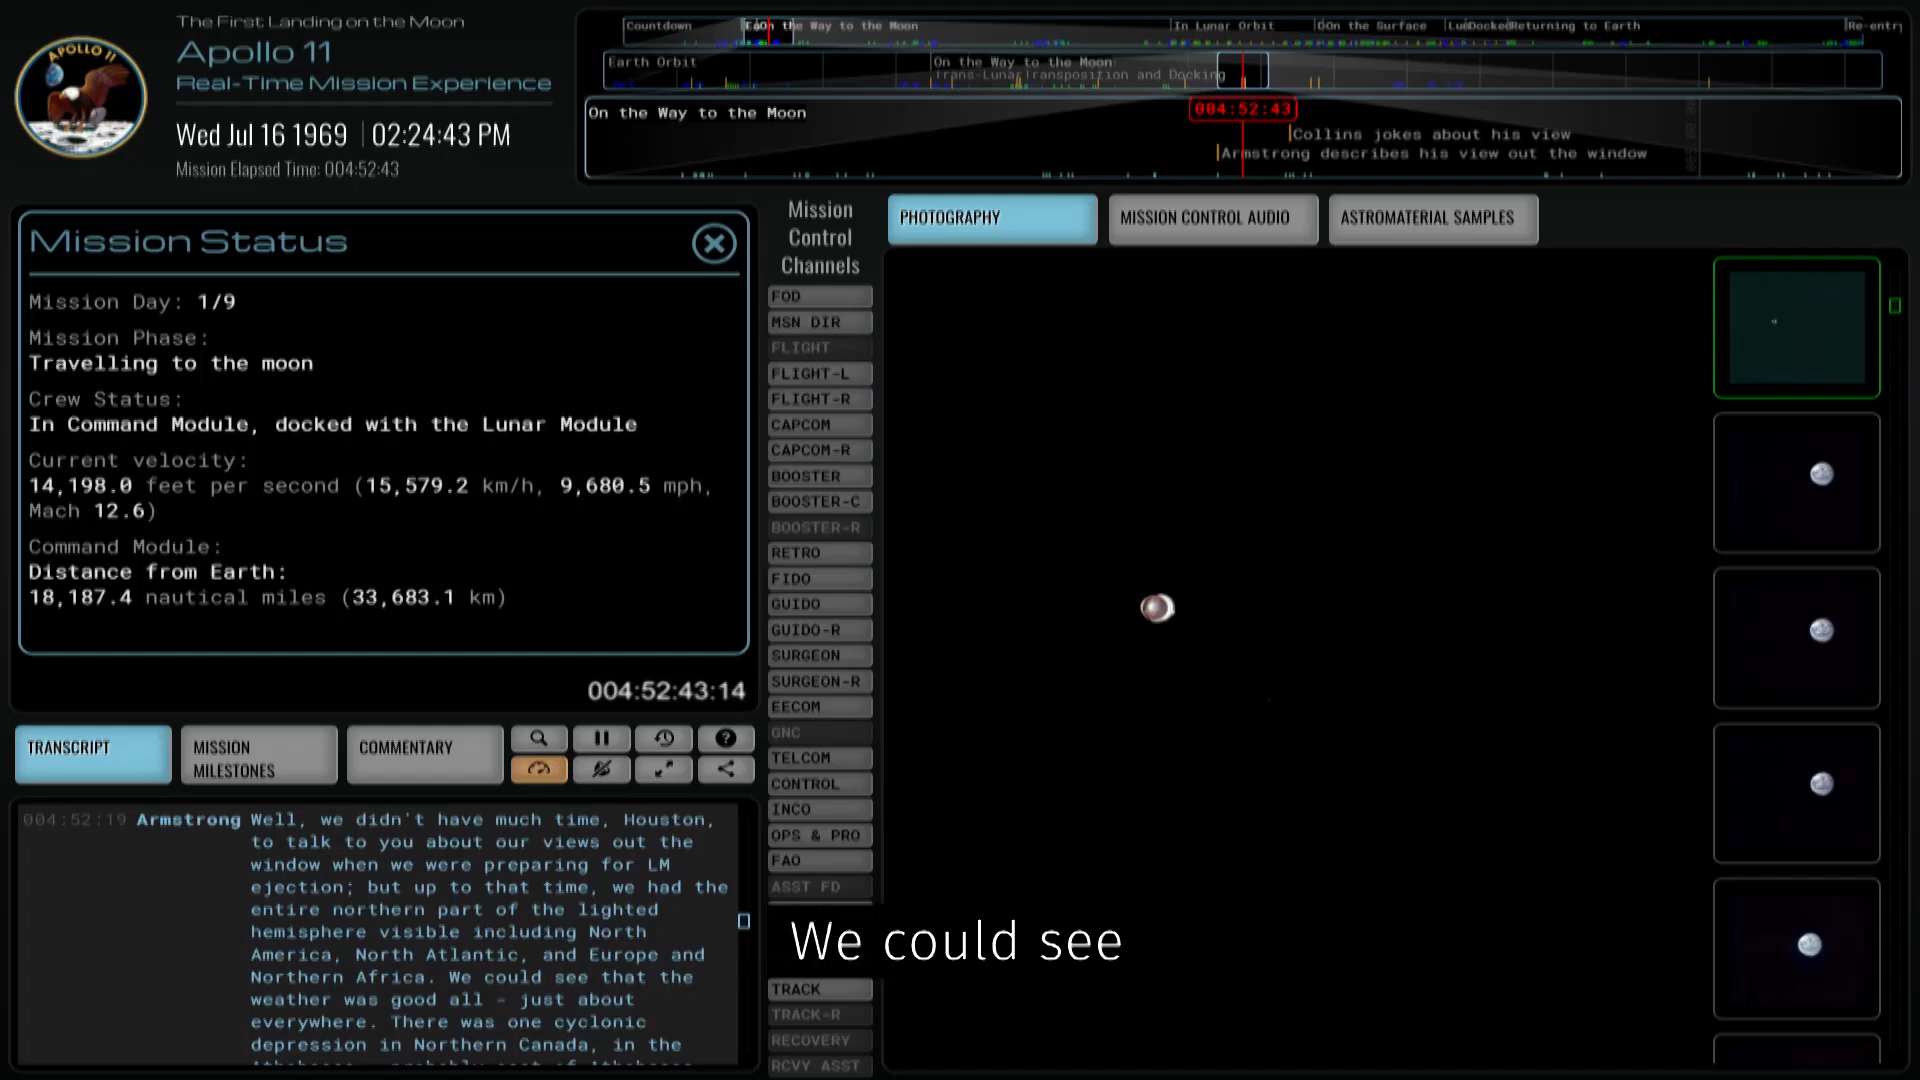 The First Landing on the Moon
Apollo 11
Real-Time Mission Experience
Wed Jul 16 1969 | 02:24:43 PM
Mission Elapsed Time: 004:52:43
APOLLO 11
Countdown
On the Way to the Moon
In Lunar Orbit
On the Surface
Returning to Earth
Re-entry
Earth Orbit
On the Way to the Moon
Trans-Lunar
Transposition and Docking
On the Way to the Moon
004:52:43
Collins jokes about his view
Armstrong describes his view out the window
Mission Status
Mission Day: 1/9
Mission Phase:
Travelling to the moon
Crew Status:
In Command Module, docked with the Lunar Module
Current velocity:
14,198.0 feet per second (15,579.2 km/h, 9,680.5 mph,
Mach 12.6)
Command Module:
Distance from Earth:
18,187.4 nautical miles (33,683.1 km)
004:52:43:14
TRANSCRIPT
MISSION
MILESTONES
COMMENTARY
004:52:19 Armstrong Well, we didn't have much time, Houston,
to talk to you about our views out the
window when we were preparing for LM
ejection; but up to that time, we had the
entire northern part of the lighted
hemisphere visible including North
America, North Atlantic, and Europe and
Northern Africa. We could see that the
weather was good all - just about
everywhere. There was one cyclonic
depression in Northern Canada, in the
Mission
Control
Channels
FOD
MSN DIR
FLIGHT
FLIGHT-L
FLIGHT-R
CAPCOM
CAPCOM-R
BOOSTER
BOOSTER-C
BOOSTER-R
RETRO
FIDO
GUIDO
GUIDO-R
SURGEON
SURGEON-R
EECOM
GNC
TELCOM
CONTROL
INCO
OPS & PRO
FAO
ASST FD
TRACK
TRACK-R
RECOVERY
RCVY ASST
PHOTOGRAPHY
MISSION CONTROL AUDIO
ASTROMATERIAL SAMPLES
We could see